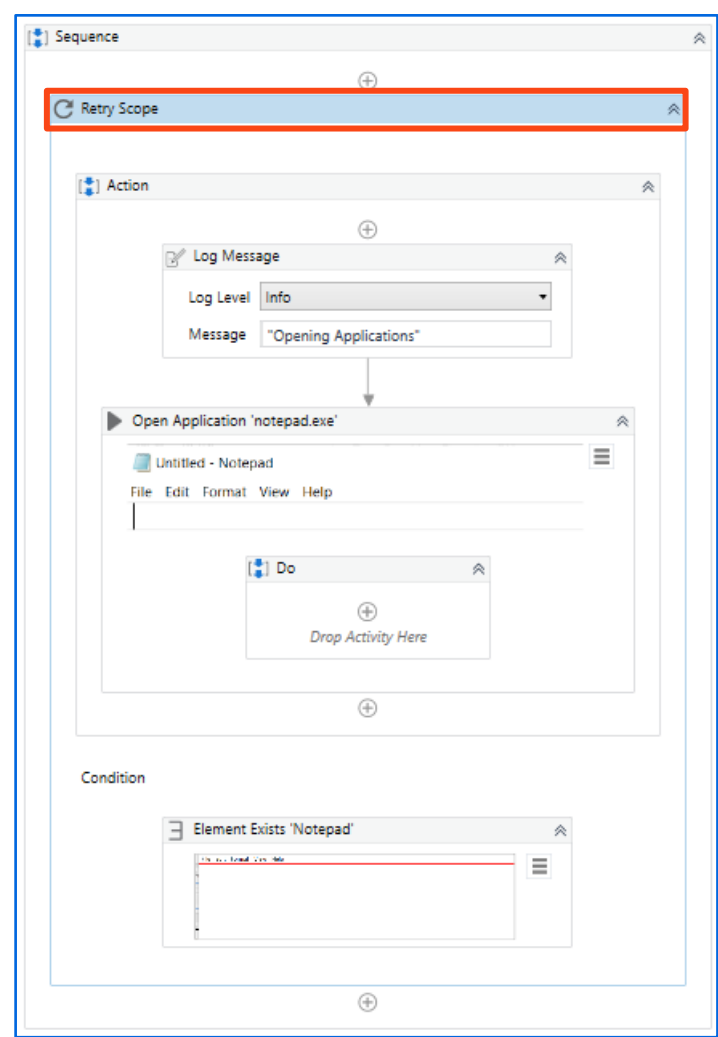 Sequence
Retry Scope
Action
Log Message
Log Level Info
Message "Opening Applications"
Open Application 'notepad.exe'
Untitled - Notepad
File Edit Format View Help
Do
Drop Activity Here
Condition
Element Exists 'Notepad'